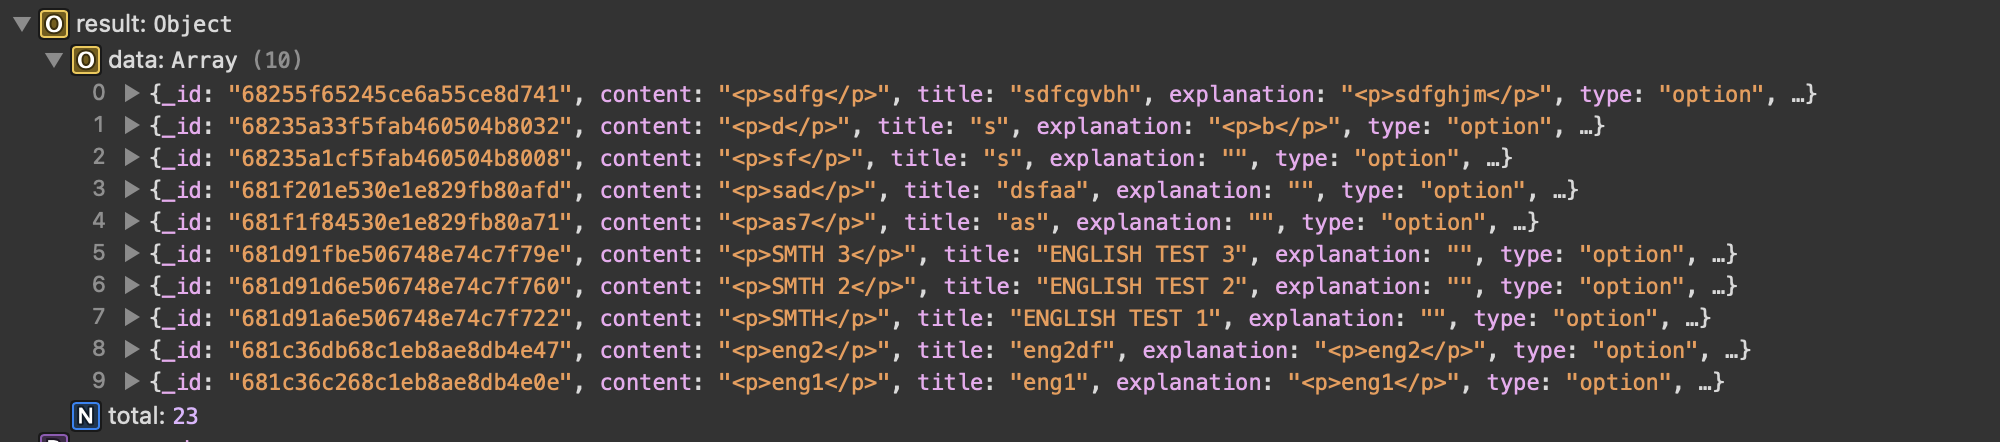 O result: Object
O data: Array (10)
0 {_id: "68255f65245ce6a55ce8d741", content: "<p>sdfg</p>", title: "sdfcgvbh", explanation: "<p>sdfghjm</p>", type: "option", …}
1 {_id: "68235a33f5fab460504b8032", content: "<p>d</p>", title: "s", explanation: "<p>b</p>", type: "option", …}
2 {_id: "68235a1cf5fab460504b8008", content: "<p>sf</p>", title: "s", explanation: "", type: "option", …}
3 {_id: "681f201e530e1e829fb80afd", content: "<p>sad</p>", title: "dsfaa", explanation: "", type: "option", …}
4 {_id: "681f1f84530e1e829fb80a71", content: "<p>as7</p>", title: "as", explanation: "", type: "option", …}
5 {_id: "681d91fbe506748e74c7f79e", content: "<p>SMTH 3</p>", title: "ENGLISH TEST 3", explanation: "", type: "option", …}
6 {_id: "681d91d6e506748e74c7f760", content: "<p>SMTH 2</p>", title: "ENGLISH TEST 2", explanation: "", type: "option", …}
7 {_id: "681d91a6e506748e74c7f722", content: "<p>SMTH</p>", title: "ENGLISH TEST 1", explanation: "", type: "option", …}
8 {_id: "681c36db68c1eb8ae8db4e47", content: "<p>eng2</p>", title: "eng2df", explanation: "<p>eng2</p>", type: "option", …}
9 {_id: "681c36c268c1eb8ae8db4e0e", content: "<p>eng1</p>", title: "eng1", explanation: "<p>eng1</p>", type: "option", …}
N total: 23